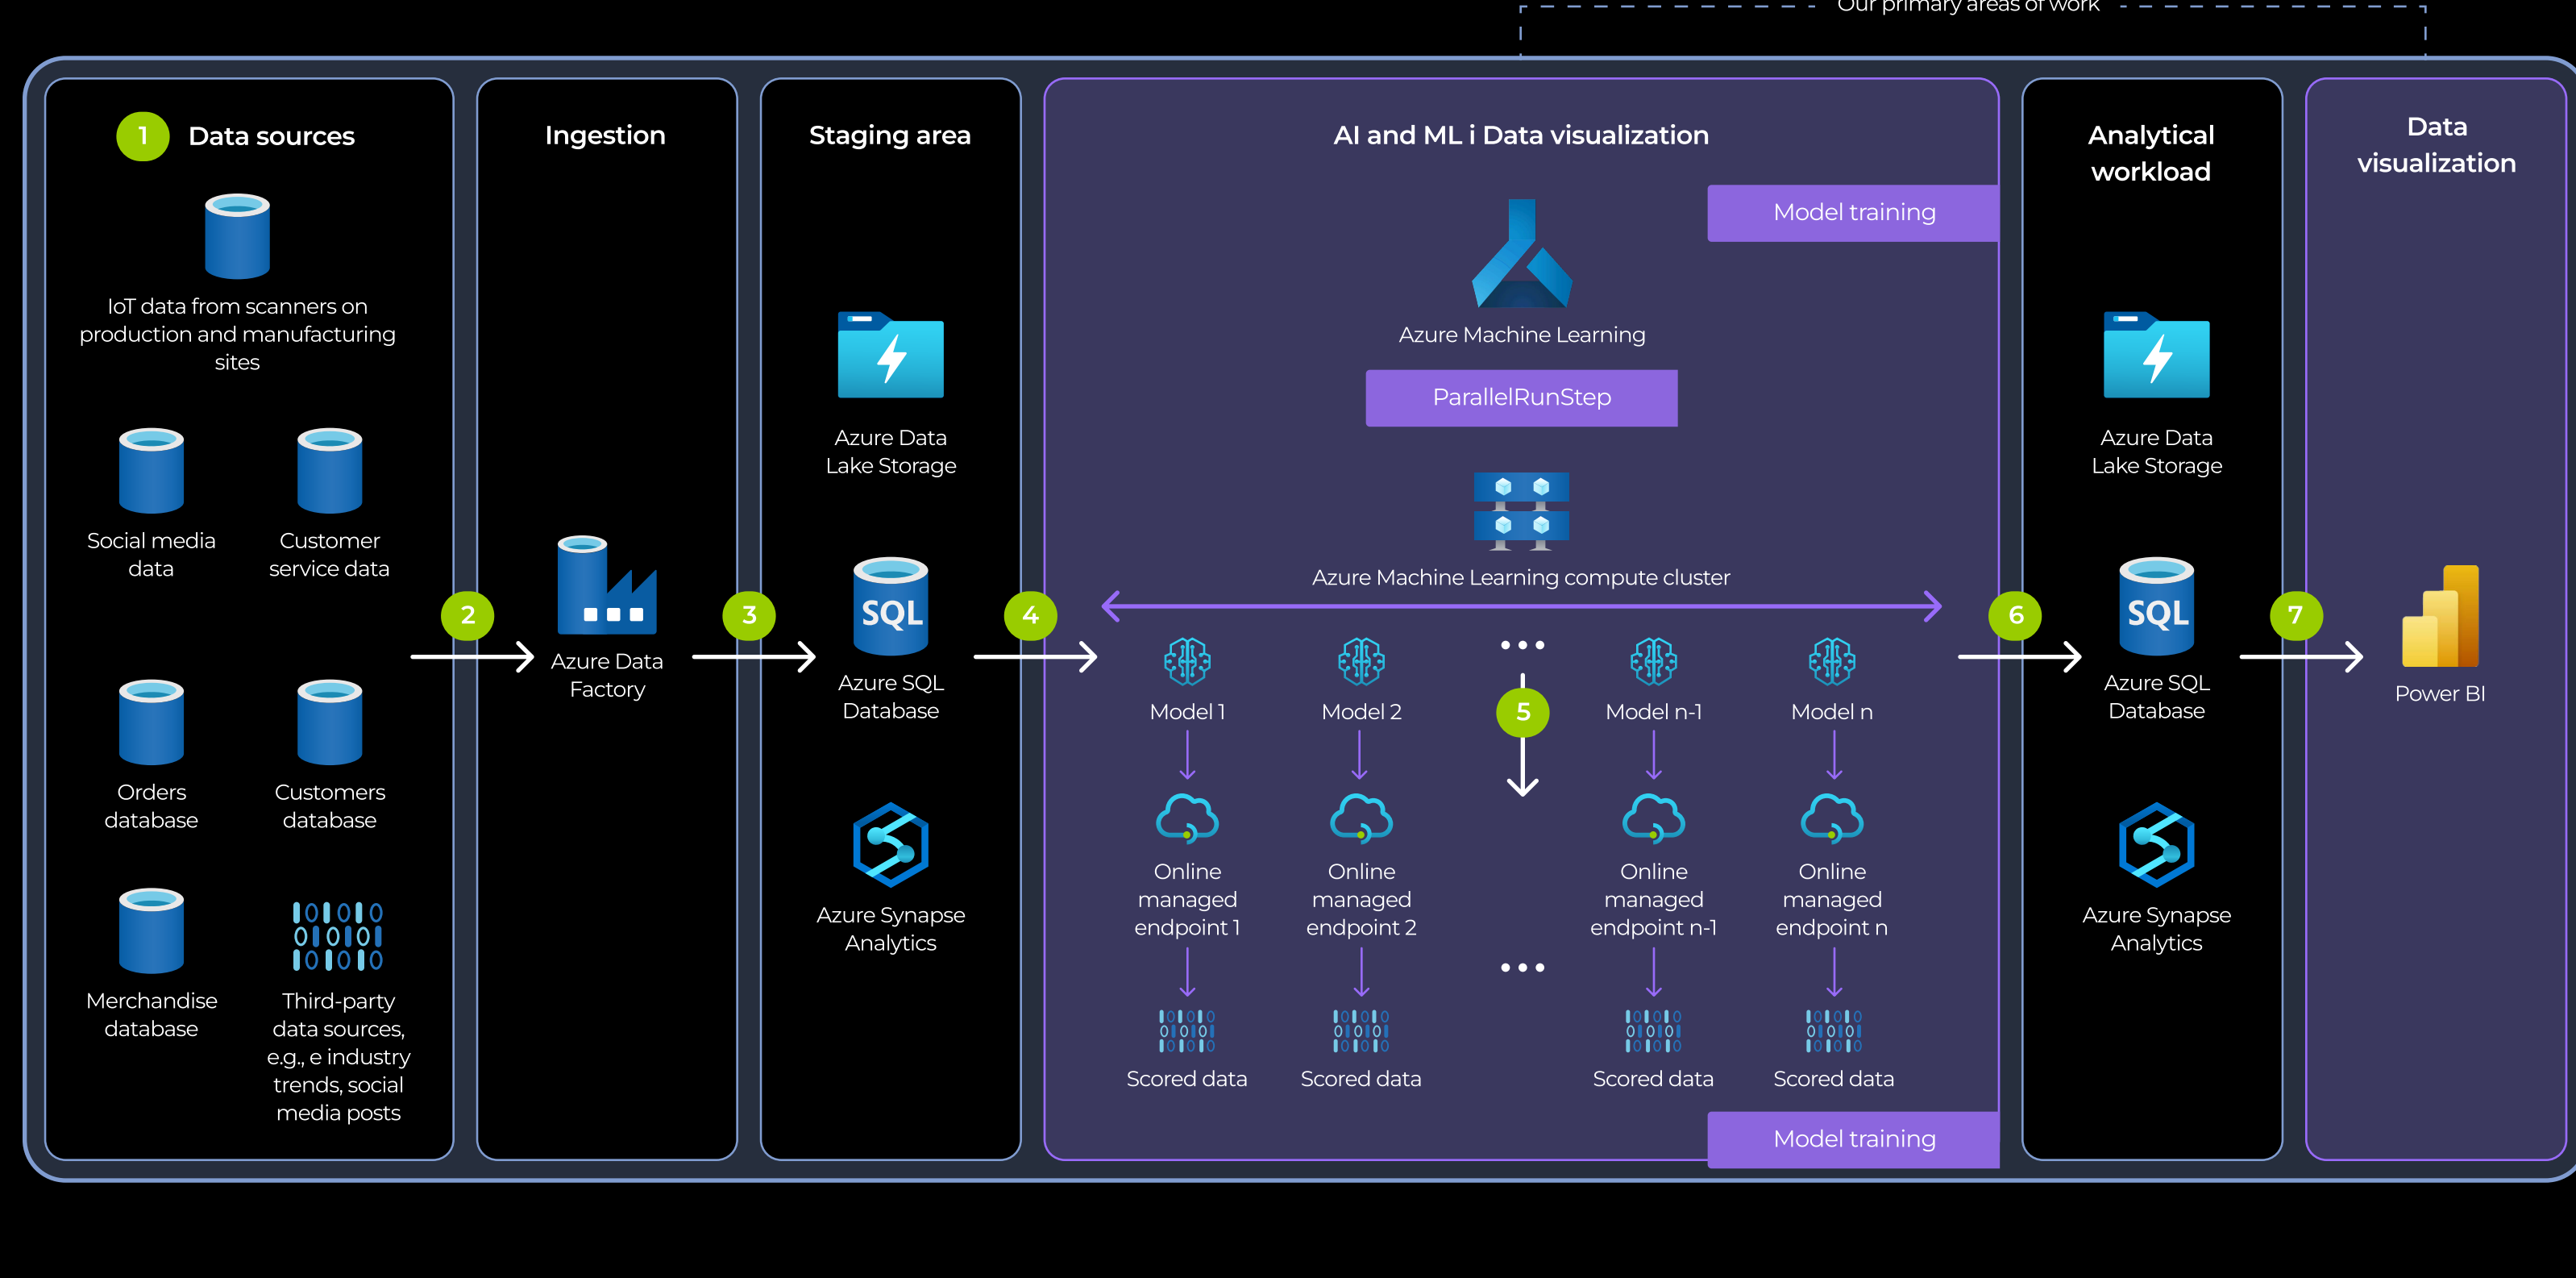 Our primary areas of work
1
Data sources
IoT data from scanners on
production and manufacturing
sites
Social media
data
Customer
service data
Orders
database
Customers
database
Merchandise
database
Third-party
data sources,
e.g., e industry
trends, social
media posts
2
Ingestion
Azure Data
Factory
3
Staging area
Azure Data
Lake Storage
SQL
Azure SQL
Database
Azure Synapse
Analytics
4
AI and ML i Data visualization
Model training
Azure Machine Learning
ParallelRunStep
Azure Machine Learning compute cluster
Model 1
Model 2
5
Model n-1
Model n
Online
managed
endpoint 1
Online
managed
endpoint 2
Online
managed
endpoint n-1
Online
managed
endpoint n
Scored data
Scored data
Scored data
Scored data
Model training
6
Analytical
workload
Azure Data
Lake Storage
SQL
Azure SQL
Database
Azure Synapse
Analytics
7
Data
visualization
Power BI